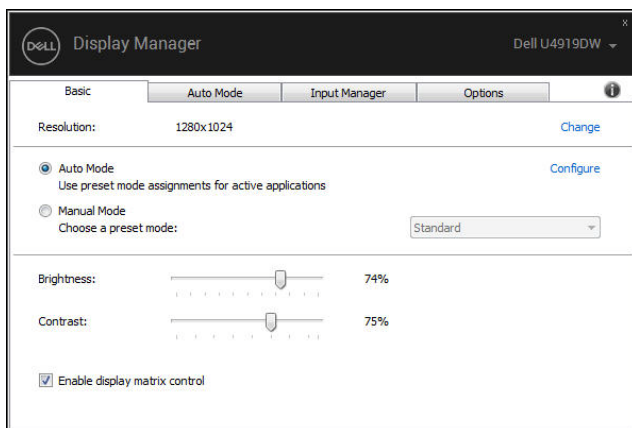 x
DELL Display Manager Dell U4919DW
Basic Auto Mode Input Manager Options i
Resolution: 1280x1024 Change
Auto Mode Configure
Use preset mode assignments for active applications
Manual Mode
Choose a preset mode: Standard
Brightness: 74%
Contrast: 75%
Enable display matrix control